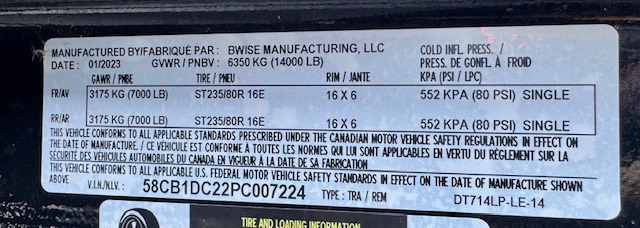 MANUFACTURED BY/FABRIQUÉ PAR : BWISE MANUFACTURING, LLC
DATE : 01/2023 GVWR / PNBV : 6350 KG (14000 LB)
COLD INFL. PRESS. /
PRESS. DE GONFL. À FROID
GAWR / PNBE TIRE / PNEU RIM / JANTE KPA (PSI / LPC)
FR/AV 3175 KG (7000 LB) ST235/80R 16E 16 X 6 552 KPA (80 PSI) SINGLE
RR/AR 3175 KG (7000 LB) ST235/80R 16E 16 X 6 552 KPA (80 PSI) SINGLE
THIS VEHICLE CONFORMS TO ALL APPLICABLE STANDARDS PRESCRIBED UNDER THE CANADIAN MOTOR VEHICLE SAFETY REGULATIONS IN EFFECT ON
THE DATE OF MANUFACTURE. / CE VÉHICULE EST CONFORME À TOUTES LES NORMES QUI LUI SONT APPLICABLES EN VERTU DU RÈGLEMENT SUR LA
SÉCURITÉ DES VÉHICULES AUTOMOBILES DU CANADA EN VIGUEUR À LA DATE DE SA FABRICATION
THIS VEHICLE CONFORMS TO ALL APPLICABLE U.S. FEDERAL MOTOR VEHICLE SAFETY STANDARDS IN EFFECT ON THE DATE OF MANUFACTURE SHOWN
ABOVE V.I.N./N.I.V. : 58CB1DC22PC007224 TYPE : TRA / REM DT714LP-LE-14
TIRE AND LOADING INFORMATION